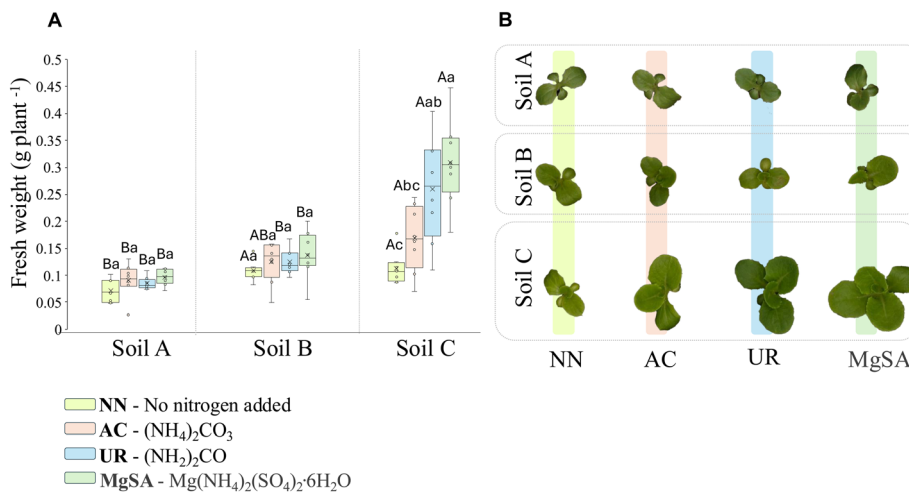 A
B
Fresh weight (g plant ⁻¹)
0.5
0.45
0.4
0.35
0.3
0.25
0.2
0.15
0.1
0.05
0
Ba
Ba
Ba
Ba
Aa
ABa
Ba
Ba
Ac
Abc
Aab
Aa
Soil A
Soil B
Soil C
Soil A
Soil B
Soil C
NN
AC
UR
MgSA
NN - No nitrogen added
AC - (NH₄)₂CO₃
UR - (NH₂)₂CO
MgSA - Mg(NH₄)₂(SO₄)₂·6H₂O